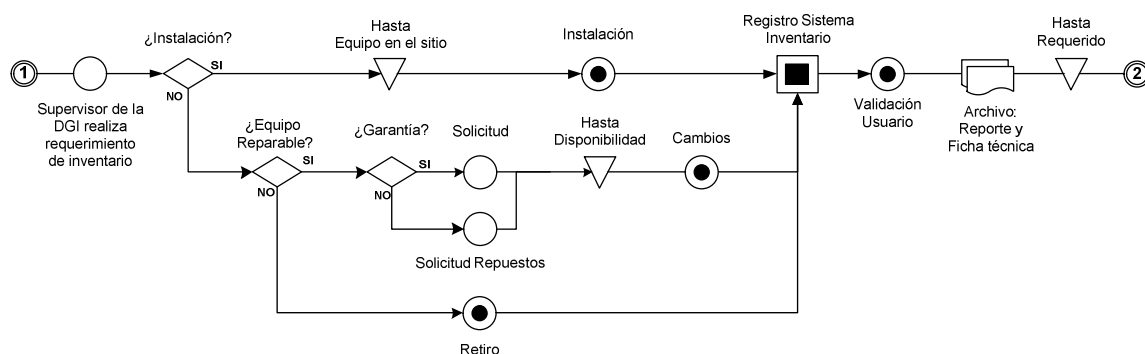 ¿Instalación?
Hasta
Equipo en el sitio
Instalación
Registro Sistema
Inventario
Hasta
Requerido
1
SI
NO
2
Supervisor de la
DGI realiza
requerimiento
de inventario
Validación
Usuario
Archivo:
Reporte y
Ficha técnica
¿Equipo
Reparable?
SI
NO
¿Garantía?
SI
NO
Solicitud
Hasta
Disponibilidad
Cambios
Solicitud Repuestos
Retiro